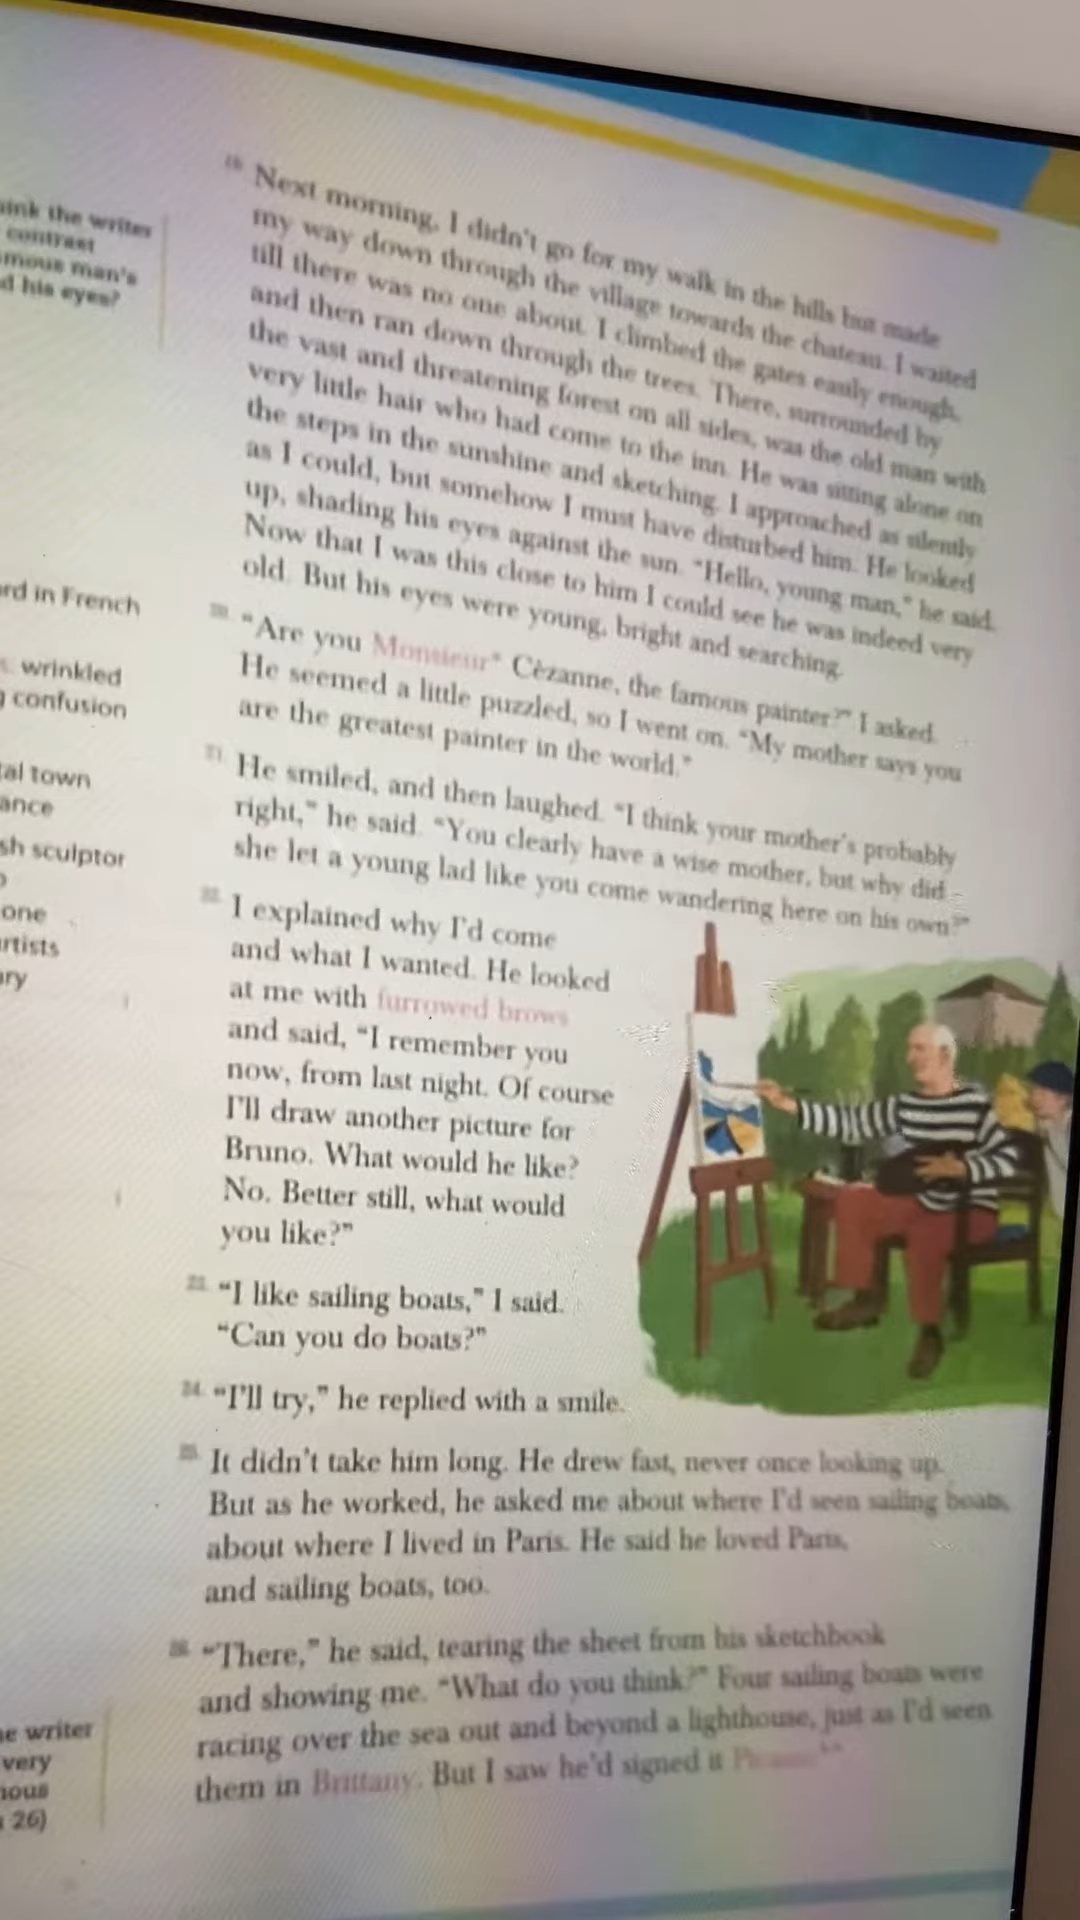 the writer
contrast
man's
his eyes?
rd in French
wrinkled
confusion
al town
ance
sh sculptor
one
rtists
ry
e writer
very
26)
Next morning, I didn't go for my walk in the hills but made
my way down through the village towards the chateau. I waited
till there was no one about. I climbed the gates easily enough,
and then ran down through the trees. There, surrounded by
the vast and threatening forest on all sides, was the old man with
very little hair who had come to the inn. He was sitting alone on
the steps in the sunshine and sketching. I approached as silently
as I could, but somehow I must have disturbed him. He looked
up, shading his eyes against the sun. "Hello, young man," he said.
Now that I was this close to him I could see he was indeed very
old. But his eyes were young, bright and searching.
"Are you Monsieur* Cèzanne, the famous painter?" I asked.
He seemed a little puzzled, so I went on. "My mother says you
are the greatest painter in the world."
21 He smiled, and then laughed. "I think your mother's probably
right," he said. "You clearly have a wise mother, but why did
she let a young lad like you come wandering here on his own?"
22. I explained why I'd come
and what I wanted. He looked
at me with furrowed brows
and said, "I remember you
now, from last night. Of course
I'll draw another picture for
Bruno. What would he like?
No. Better still, what would
you like?"
23. "I like sailing boats," I said.
"Can you do boats?"
24. "I'll try," he replied with a smile.
25. It didn't take him long. He drew fast, never once looking up.
But as he worked, he asked me about where I'd seen sailing boats,
about where I lived in Paris. He said he loved Paris,
and sailing boats, too.
26. "There," he said, tearing the sheet from his sketchbook
and showing me. "What do you think?" Four sailing boats were
racing over the sea out and beyond a lighthouse, just as I'd seen
them in Brittany. But I saw he'd signed it